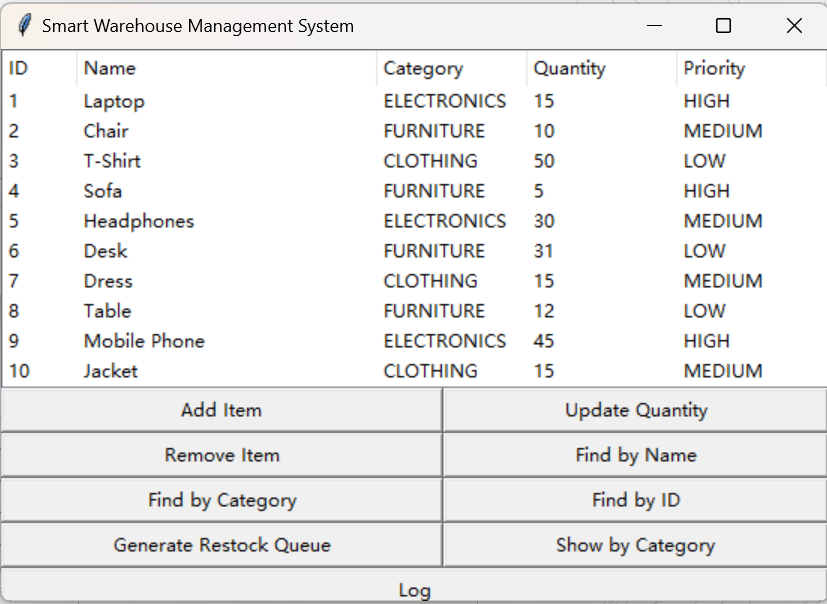 Smart Warehouse Management System
ID Name Category Quantity Priority
1 Laptop ELECTRONICS 15 HIGH
2 Chair FURNITURE 10 MEDIUM
3 T-Shirt CLOTHING 50 LOW
4 Sofa FURNITURE 5 HIGH
5 Headphones ELECTRONICS 30 MEDIUM
6 Desk FURNITURE 31 LOW
7 Dress CLOTHING 15 MEDIUM
8 Table FURNITURE 12 LOW
9 Mobile Phone ELECTRONICS 45 HIGH
10 Jacket CLOTHING 15 MEDIUM
Add Item Update Quantity
Remove Item Find by Name
Find by Category Find by ID
Generate Restock Queue Show by Category
Log